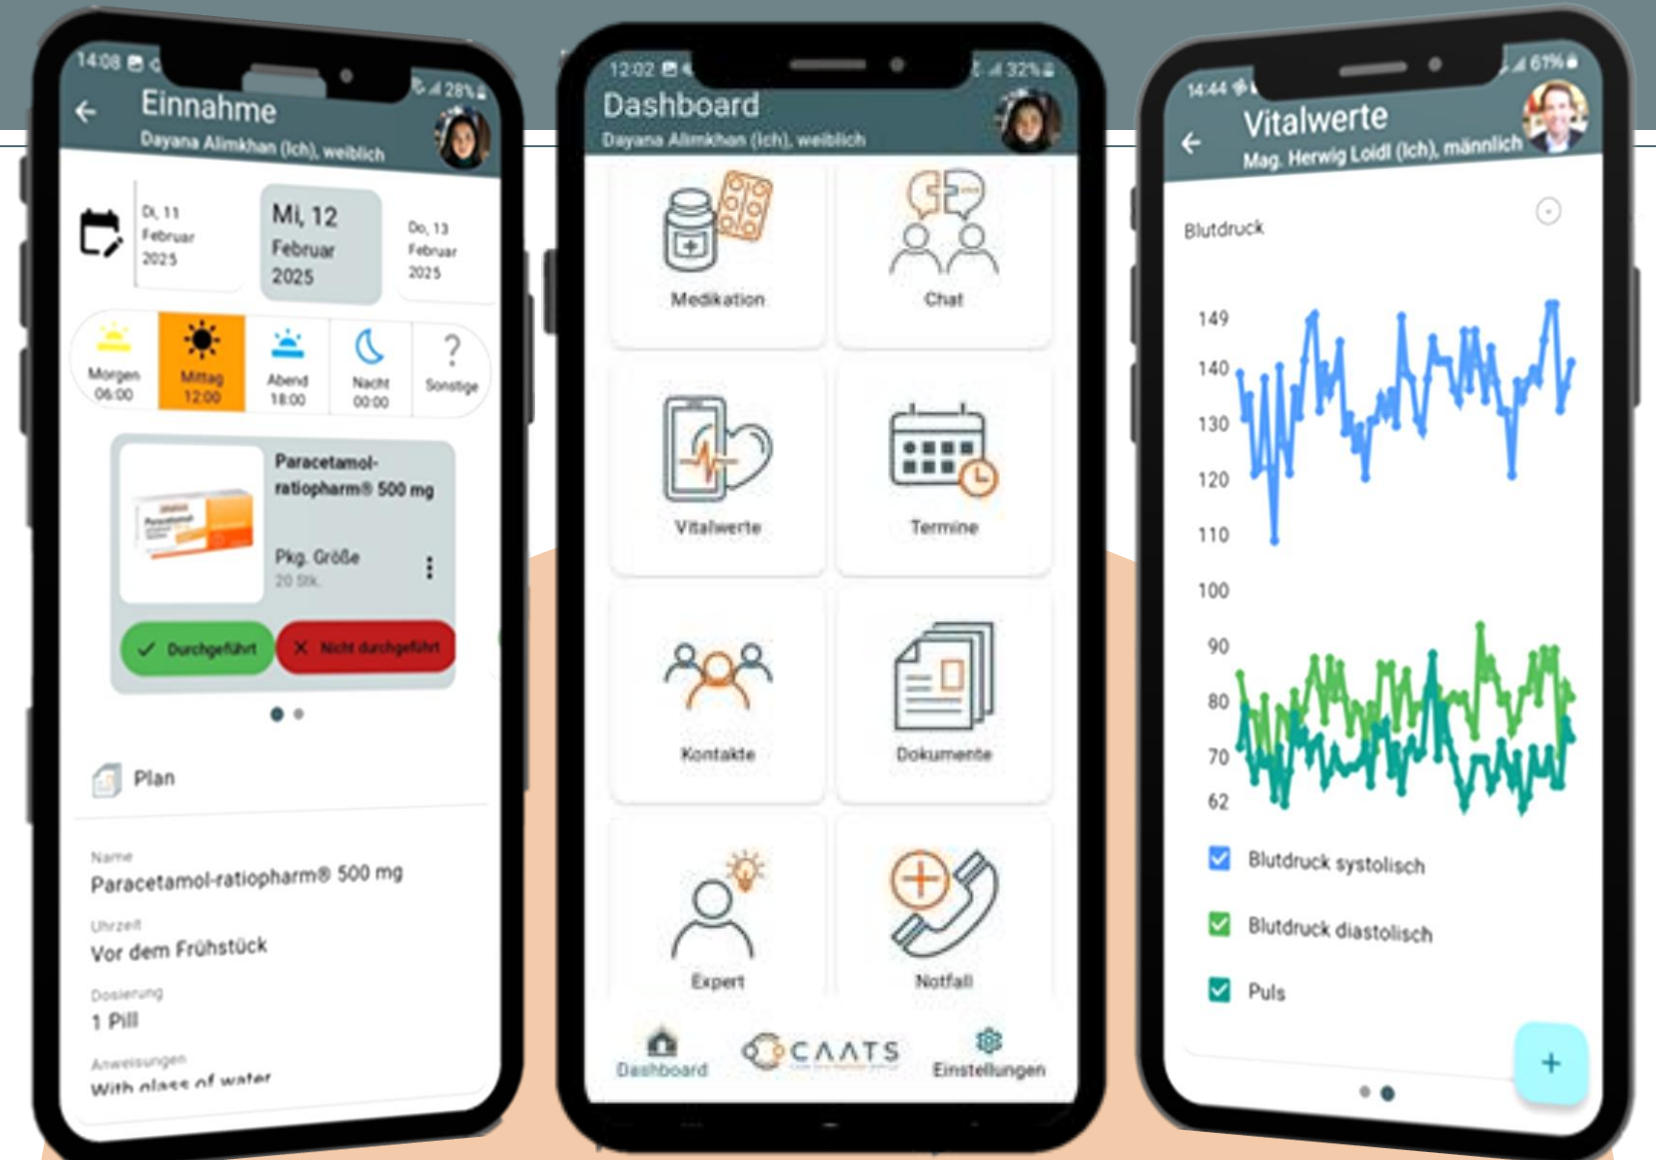 14:08
28%
Einnahme
Dayana Alimkhan (Ich), weiblich
Di, 11
Februar
2025
Mi, 12
Februar
2025
Do, 13
Februar
2025
Morgen
06:00
Mittag
12:00
Abend
18:00
Nacht
00:00
?
Sonstige
Paracetamol-
ratiopharm® 500 mg
Pkg. Größe
20 Stk.
Durchgeführt
Nicht durchgeführt
Plan
Name
Paracetamol-ratiopharm® 500 mg
Uhrzeit
Vor dem Frühstück
Dosierung
1 Pill
Anweisungen
With glass of water
12:02
32%
Dashboard
Dayana Alimkhan (Ich), weiblich
Medikation
Chat
Vitalwerte
Termine
Kontakte
Dokumente
Expert
Notfall
Dashboard
CAATS
Einstellungen
14:44
61%
Vitalwerte
Mag. Herwig Loidl (Ich), männlich
Blutdruck
149
140
130
120
110
100
90
80
70
62
Blutdruck systolisch
Blutdruck diastolisch
Puls
+